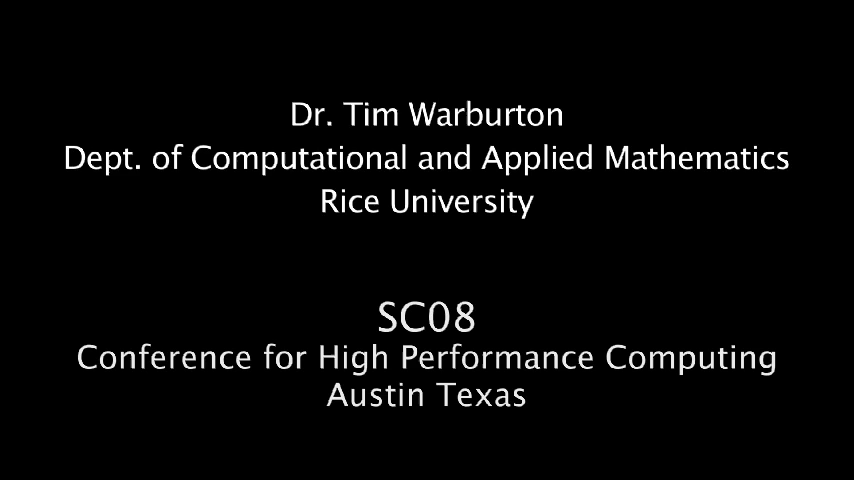 Dr. Tim Warburton
Dept. of Computational and Applied Mathematics
Rice University
SC08
Conference for High Performance Computing
Austin Texas